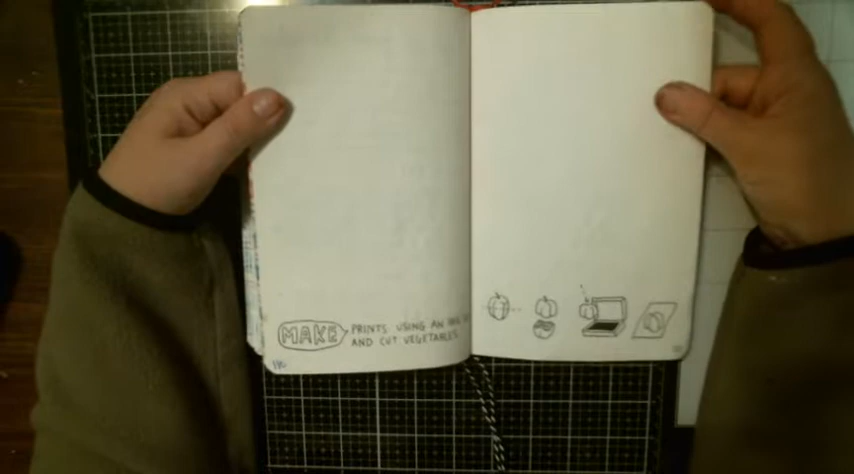 MAKE PRINTS USING AN INK
AND CUT VEGETABLES